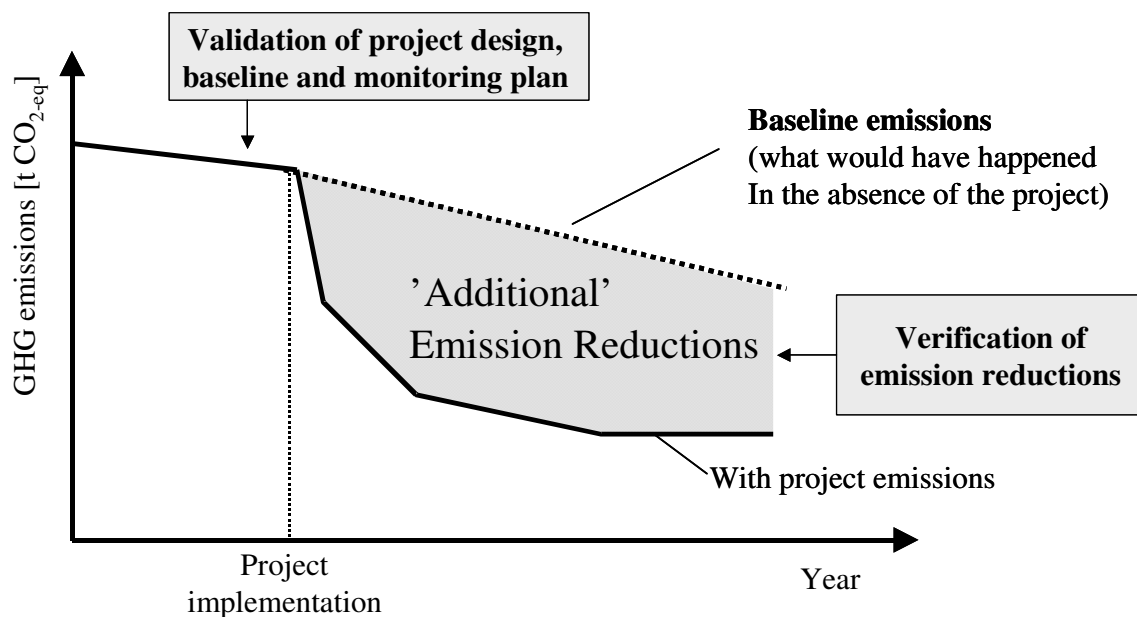 Validation of project design,
baseline and monitoring plan
GHG emissions [t CO2-eq]
Baseline emissions
(what would have happened
In the absence of the project)
’Additional’
Emission Reductions
Verification of
emission reductions
With project emissions
Project
implementation
Year